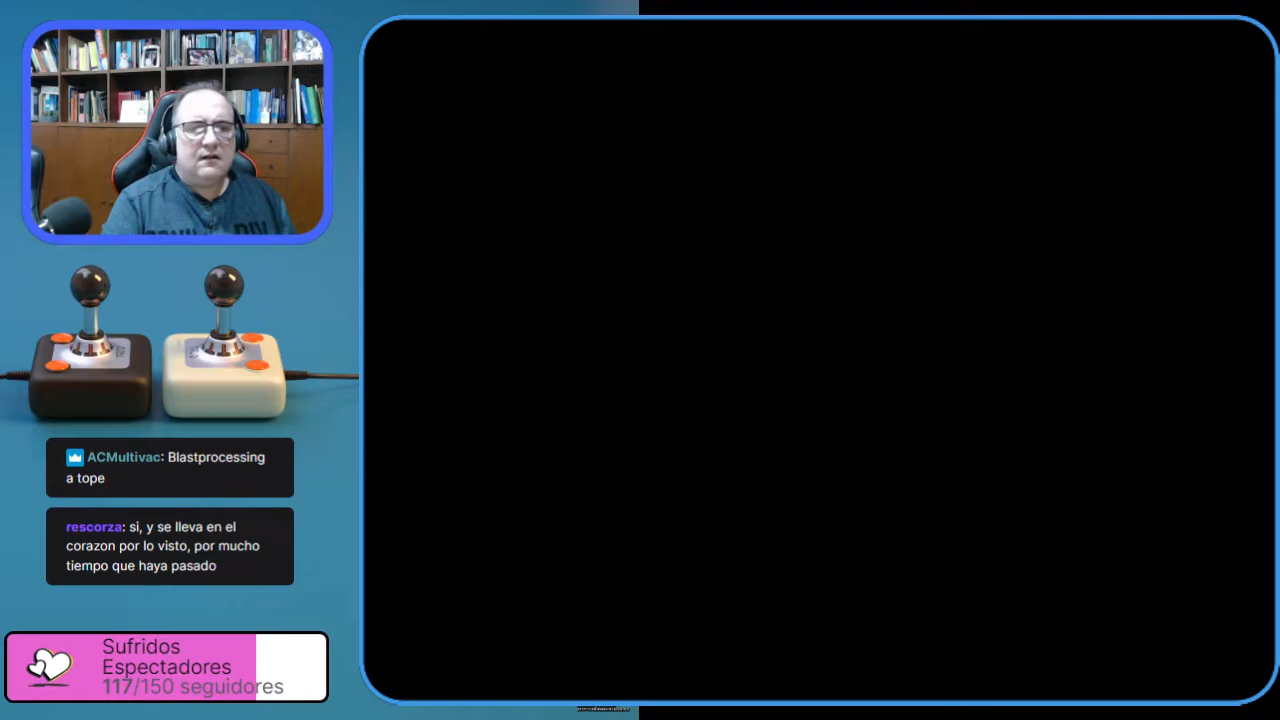 ACMultivac: Blastprocessing
a tope
rescorza: si, y se lleva en el
corazon por lo visto, por mucho
tiempo que haya pasado
Sufridos
Espectadores
117/150 seguidores